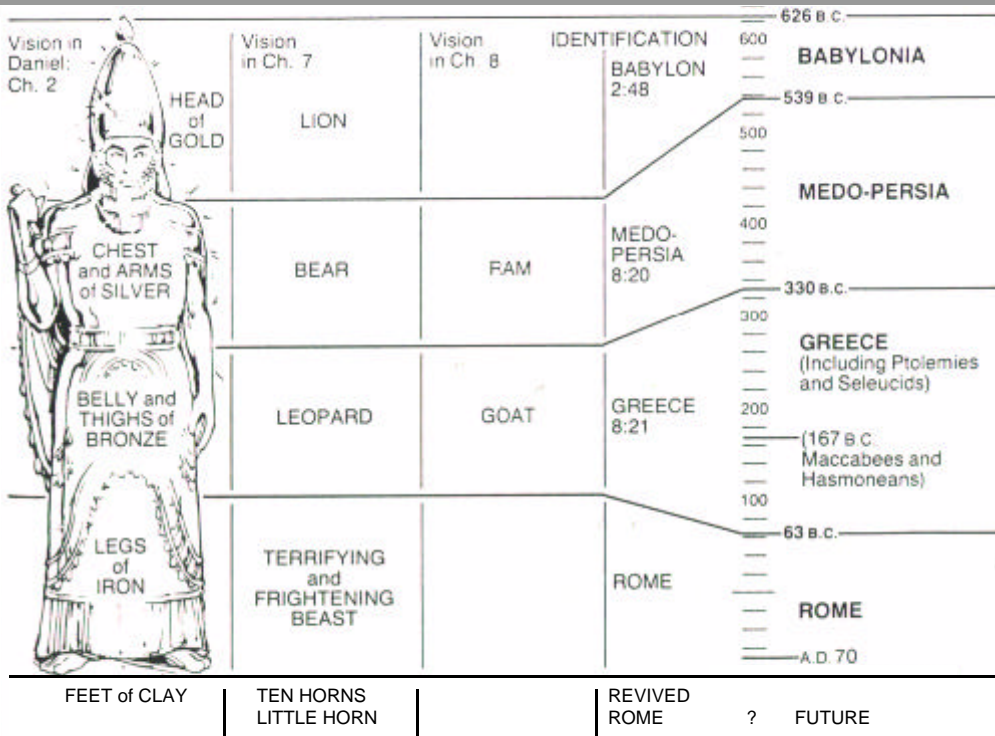 Vision in
Daniel:
Ch. 2
HEAD
of
GOLD
CHEST
and ARMS
of SILVER
BELLY and
THIGHS of
BRONZE
LEGS
of
IRON
FEET of CLAY
Vision
in Ch. 7
LION
BEAR
LEOPARD
TERRIFYING
and
FRIGHTENING
BEAST
TEN HORNS
LITTLE HORN
Vision
in Ch. 8
RAM
GOAT
IDENTIFICATION
BABYLON
2:48
MEDO-
PERSIA
8:20
GREECE
8:21
ROME
REVIVED
ROME
?
FUTURE
626 B.C.
600
BABYLONIA
539 B.C.
500
MEDO-PERSIA
400
330 B.C.
300
GREECE
(Including Ptolemies
and Seleucids)
200
(167 B.C.
Maccabees and
Hasmoneans)
100
63 B.C.
ROME
A.D. 70